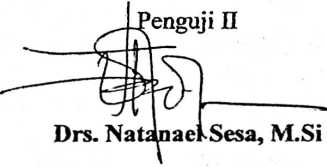 Penguji II
Drs. Natanael Sesa, M.Si